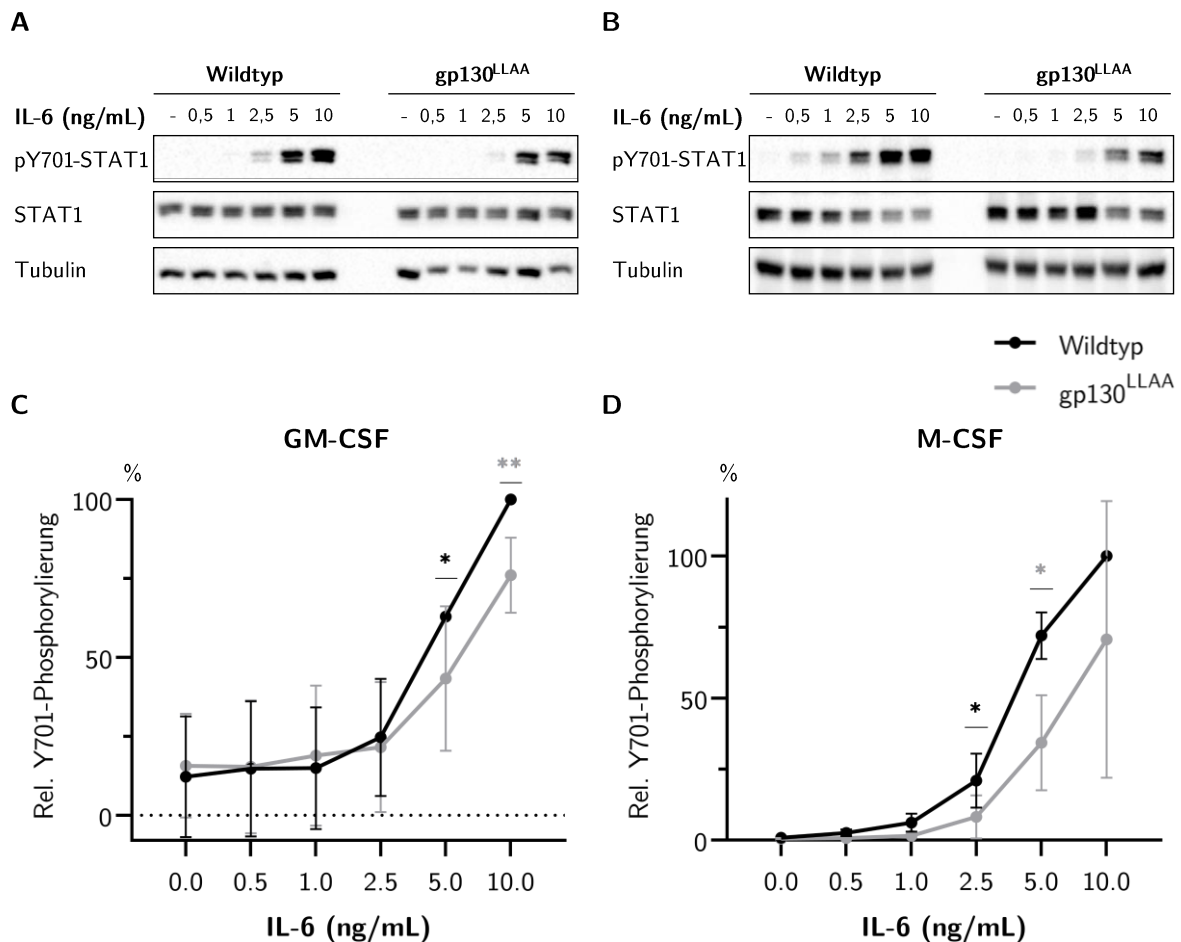 A
B
Wildtyp gp130LLAA
Wildtyp gp130LLAA
IL-6 (ng/mL) - 0,5 1 2,5 5 10 - 0,5 1 2,5 5 10
IL-6 (ng/mL) - 0,5 1 2,5 5 10 - 0,5 1 2,5 5 10
pY701-STAT1
pY701-STAT1
STAT1
STAT1
Tubulin
Tubulin
Wildtyp
gp130LLAA
C
GM-CSF
%
Rel. Y701-Phosphorylierung
**
*
100
50
0
0.0 0.5 1.0 2.5 5.0 10.0
IL-6 (ng/mL)
D
M-CSF
%
Rel. Y701-Phosphorylierung
*
*
100
50
0
0.0 0.5 1.0 2.5 5.0 10.0
IL-6 (ng/mL)